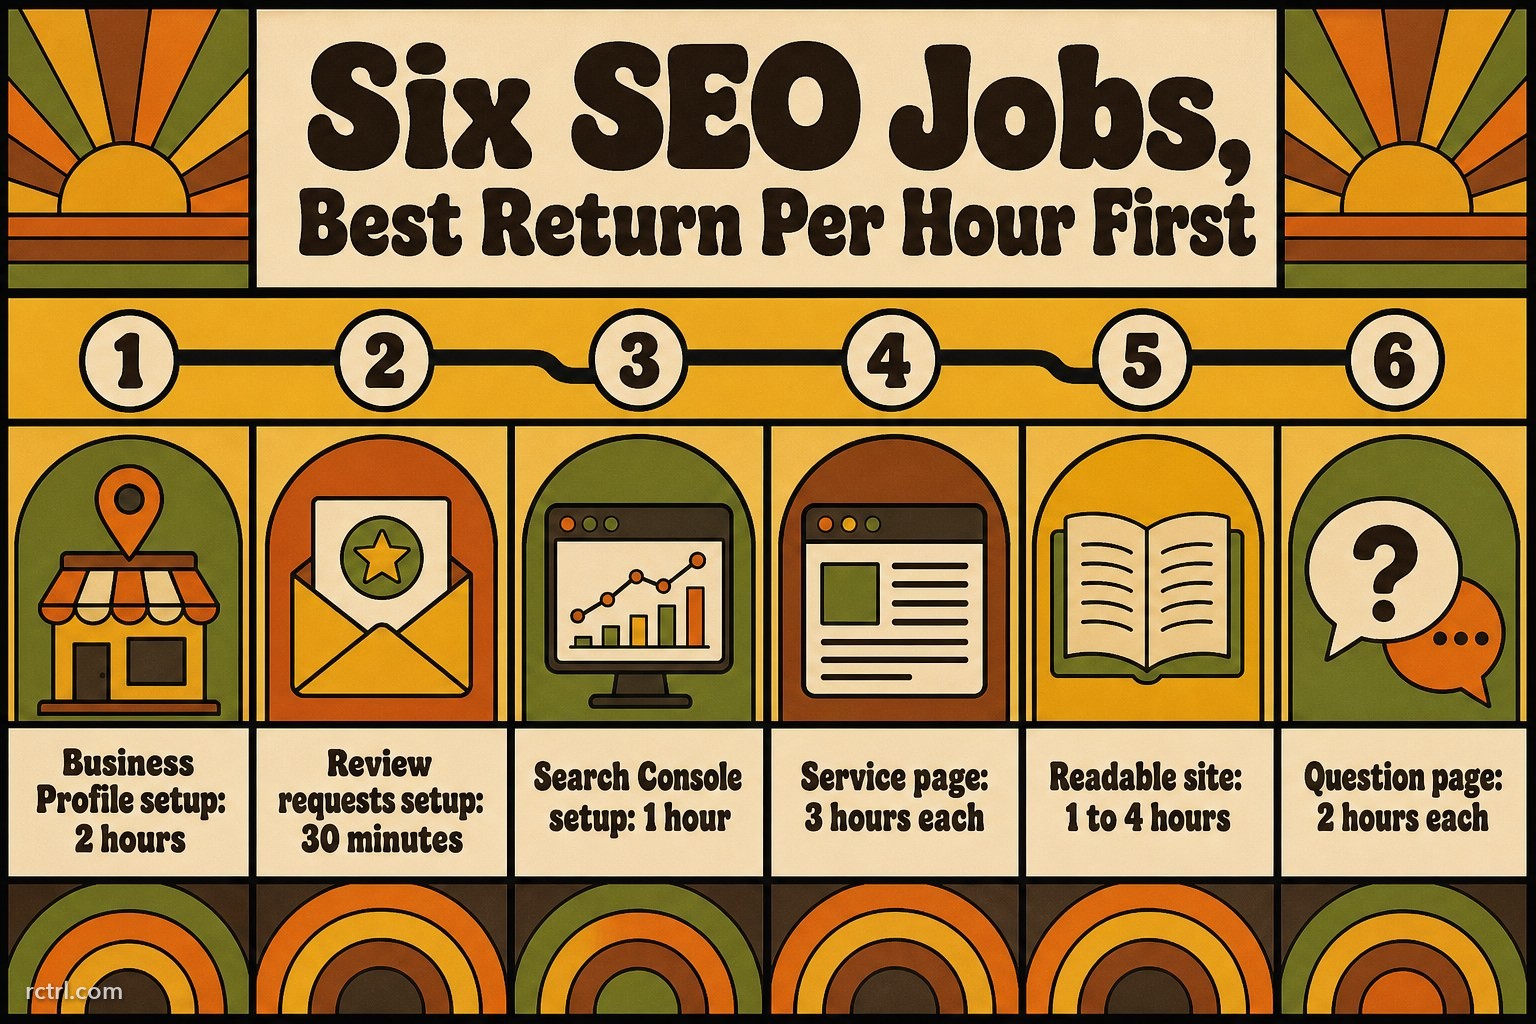 Six SEO Jobs,
Best Return Per Hour First
1
2
3
4
5
6
Business
Profile setup:
2 hours
Review
requests setup:
30 minutes
Search Console
setup: 1 hour
Service page:
3 hours each
Readable site:
1 to 4 hours
Question page:
2 hours each
rctrl.com